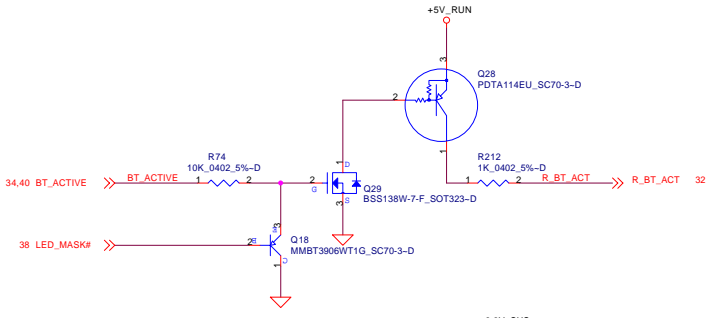 +5V_RUN
3
Q28
PDTA114EU_SC70-3~D
2
1
R74
10K_0402_5%~D
R212
1K_0402_5%~D
34,40 BT_ACTIVE BT_ACTIVE 1 2
1 D
2 G
3 S
Q29
BSS138W-7-F_SOT323~D
1 2 R_BT_ACT R_BT_ACT 32
38 LED_MASK#
3 E
2 B
1 C
Q18
MMBT3906WT1G_SC70-3~D